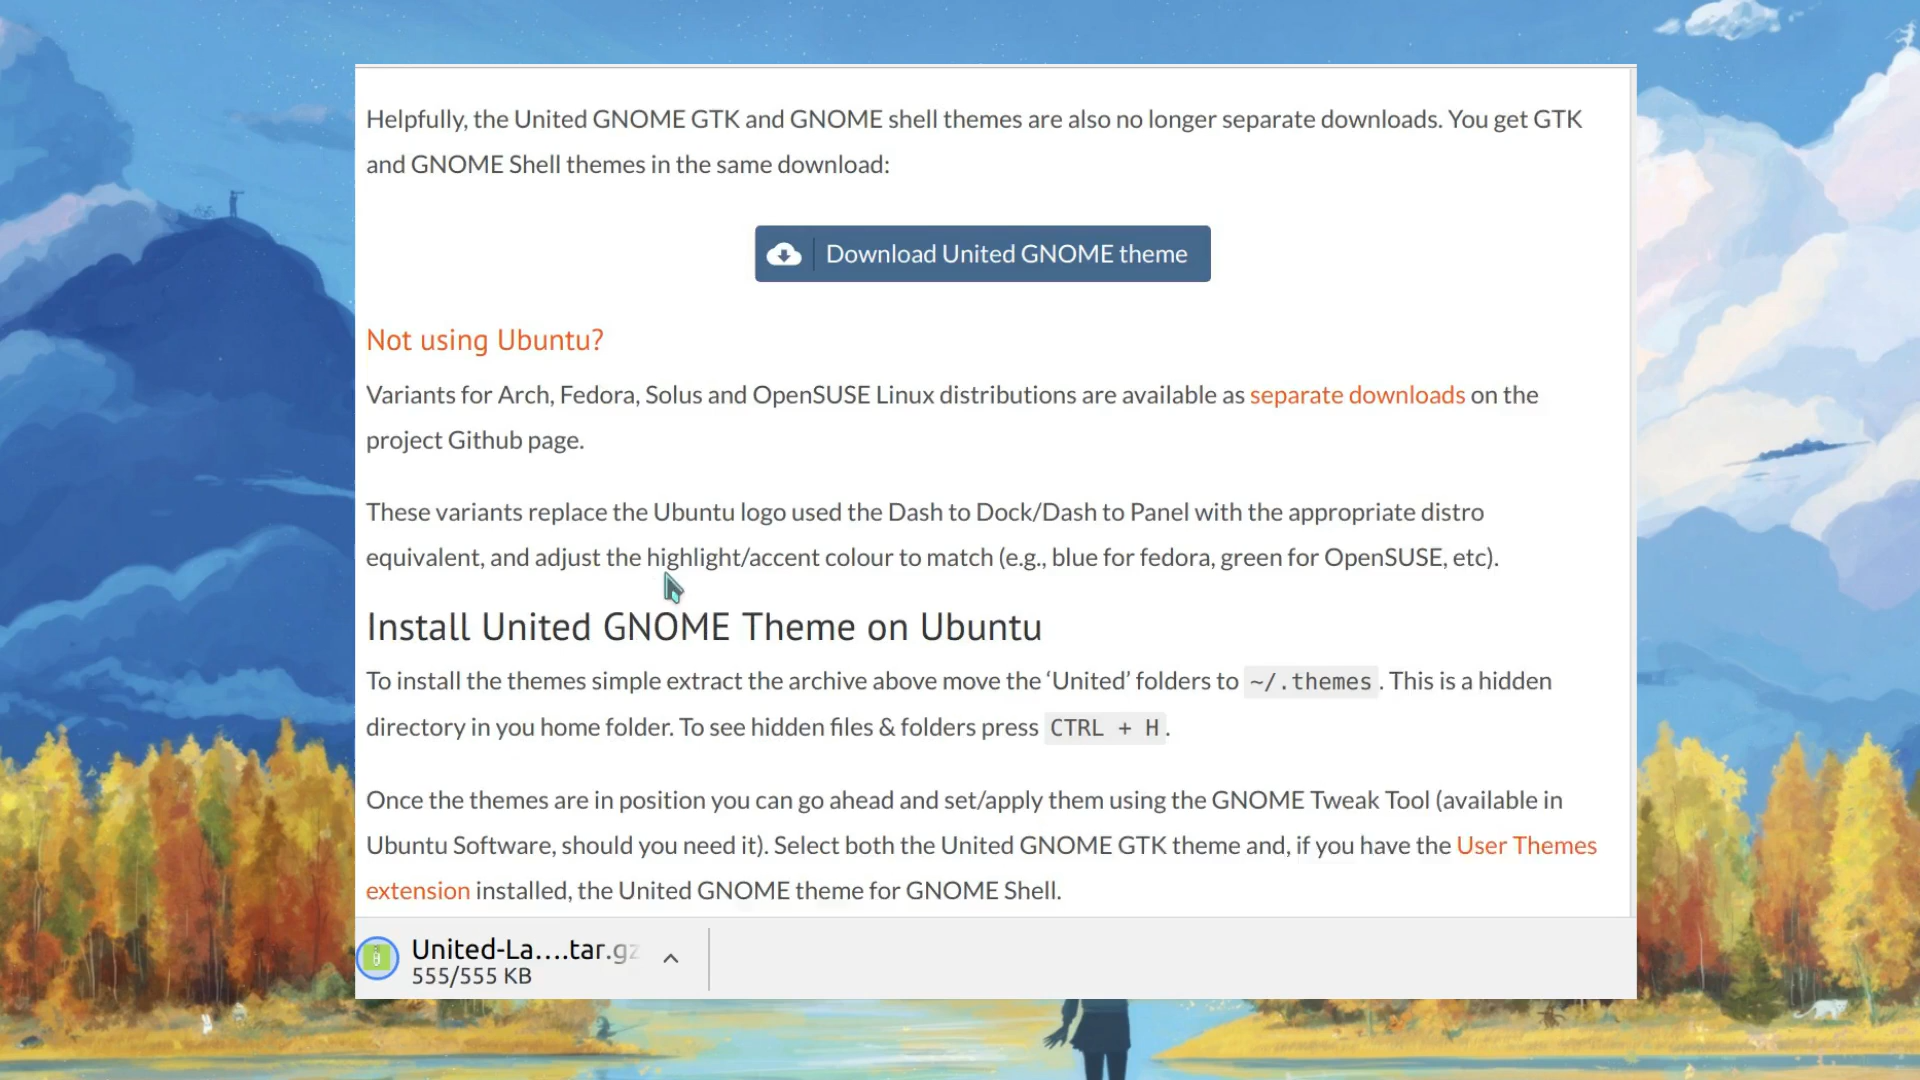 Helpfully, the United GNOME GTK and GNOME shell themes are also no longer separate downloads. You get GTK
and GNOME Shell themes in the same download:
Download United GNOME theme
Not using Ubuntu?
Variants for Arch, Fedora, Solus and OpenSUSE Linux distributions are available as separate downloads on the
project Github page.
These variants replace the Ubuntu logo used the Dash to Dock/Dash to Panel with the appropriate distro
equivalent, and adjust the highlight/accent colour to match (e.g., blue for fedora, green for OpenSUSE, etc).
Install United GNOME Theme on Ubuntu
To install the themes simple extract the archive above move the ‘United’ folders to ~/.themes. This is a hidden
directory in you home folder. To see hidden files & folders press CTRL + H.
Once the themes are in position you can go ahead and set/apply them using the GNOME Tweak Tool (available in
Ubuntu Software, should you need it). Select both the United GNOME GTK theme and, if you have the User Themes
extension installed, the United GNOME theme for GNOME Shell.
United-La....tar.gz
555/555 KB